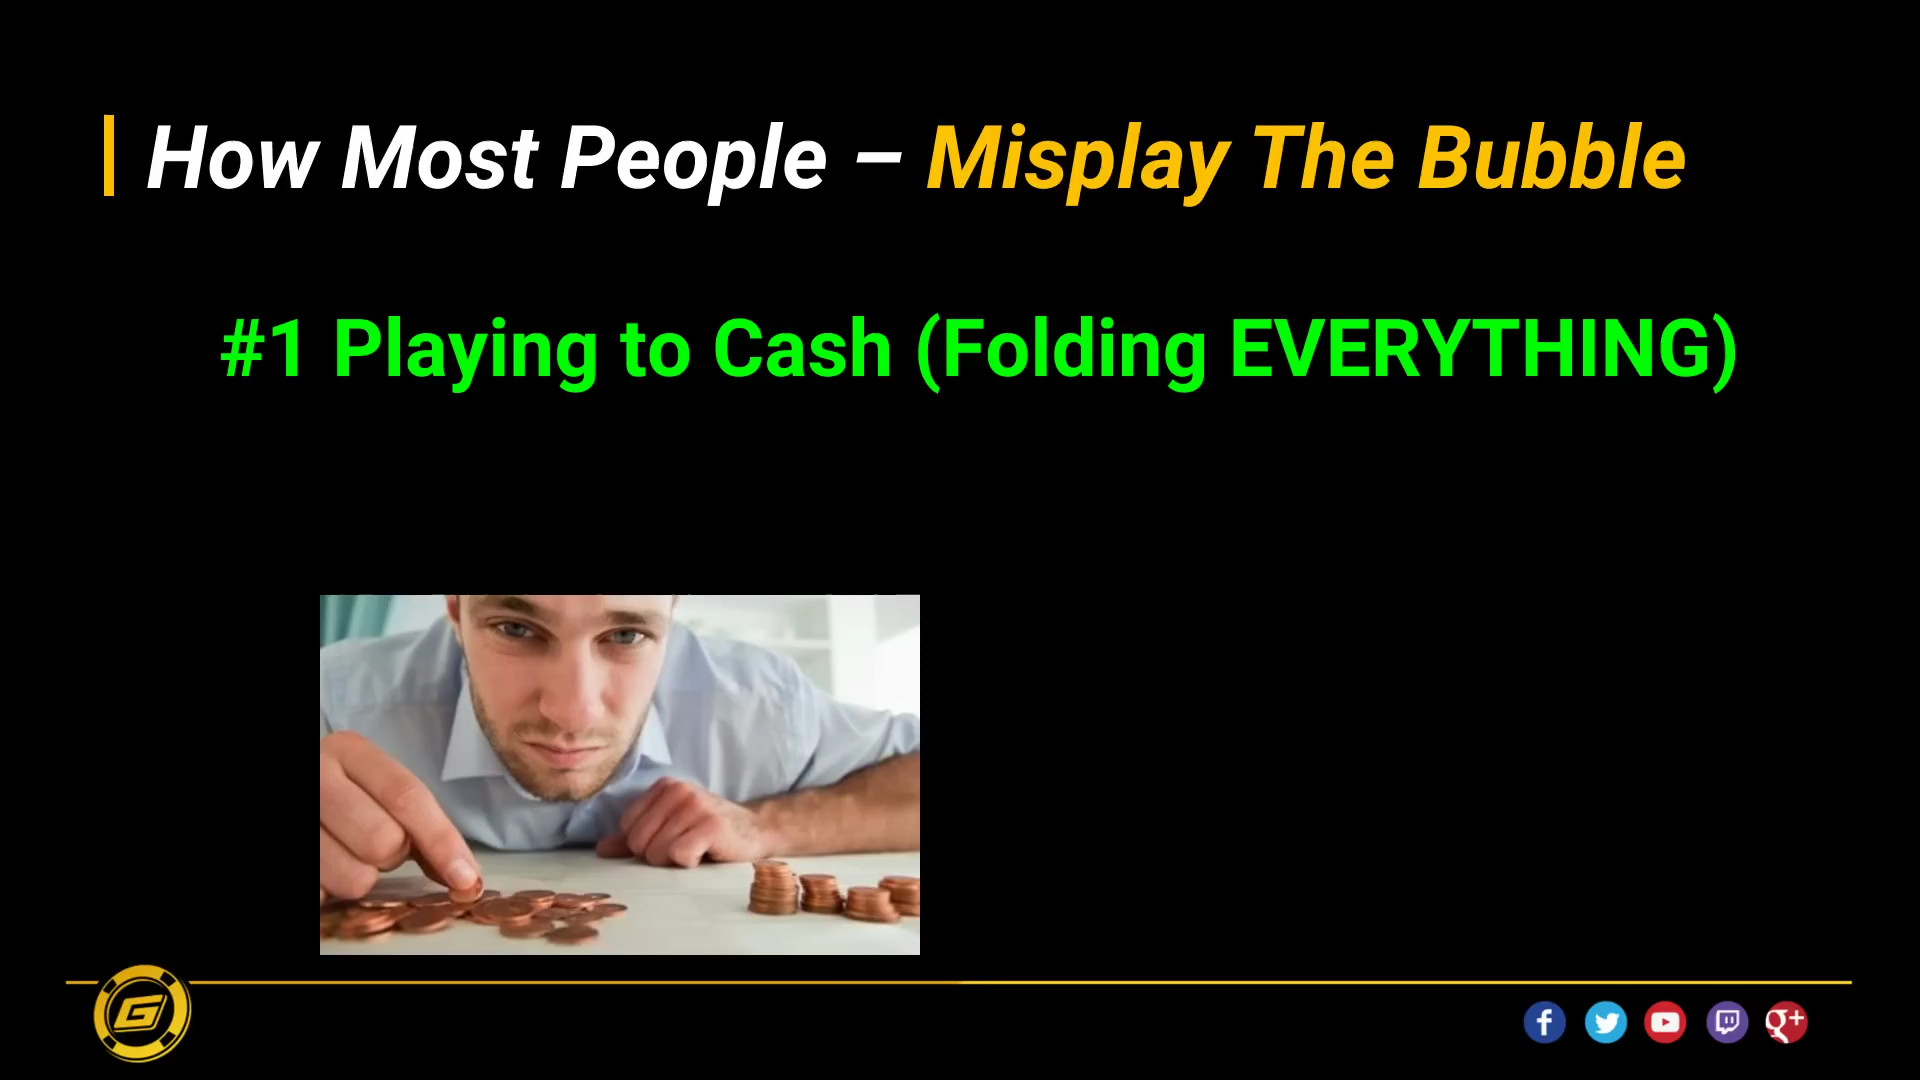 How Most People – Misplay The Bubble
#1 Playing to Cash (Folding EVERYTHING)